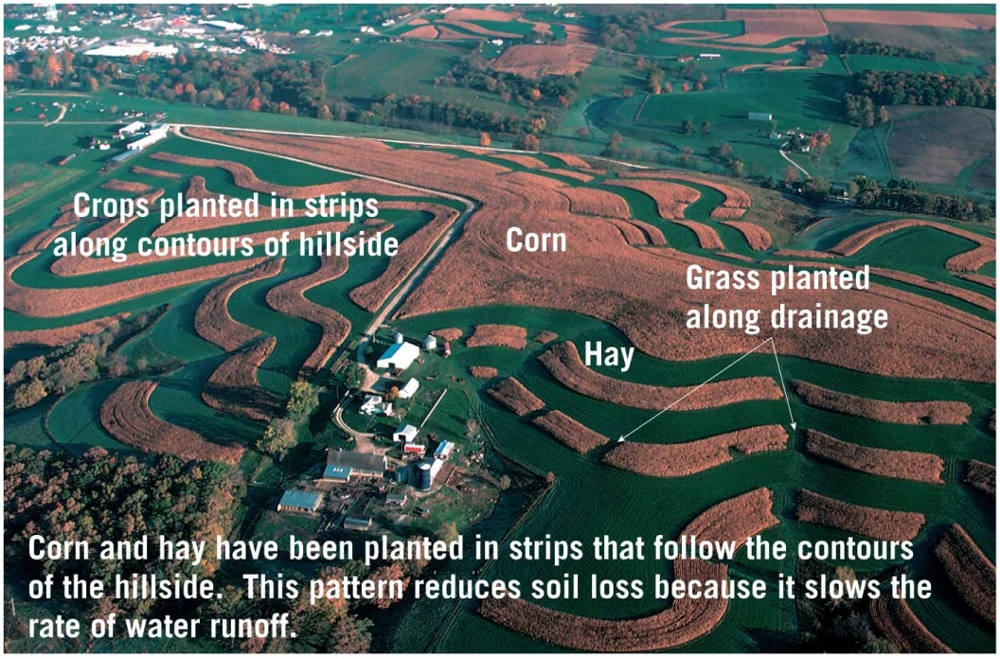 Crops planted in strips
along contours of hillside
Corn
Grass planted
along drainage
Hay
Corn and hay have been planted in strips that follow the contours
of the hillside.  This pattern reduces soil loss because it slows the
rate of water runoff.